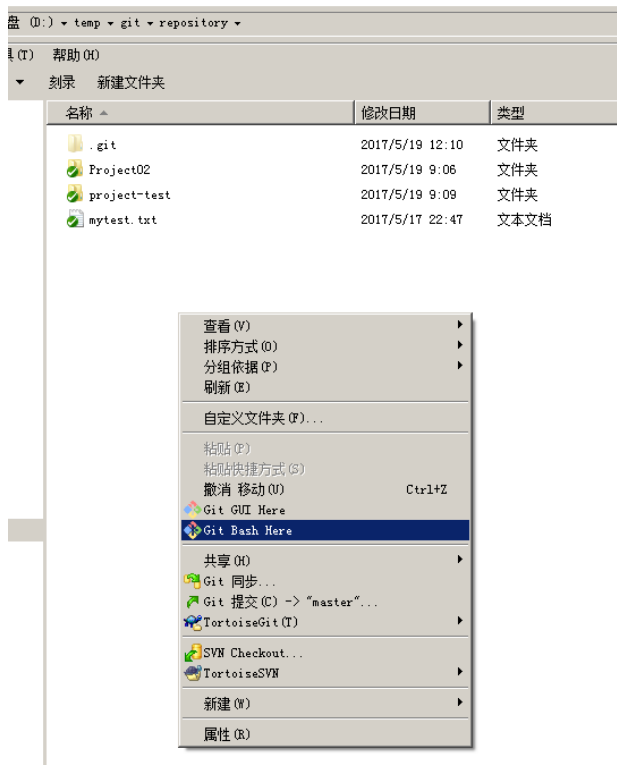 盘 (D:) ▾ temp ▾ git ▾ repository ▾
(T) 帮助(H)
▾ 刻录 新建文件夹
名称 修改日期 类型
.git 2017/5/19 12:10 文件夹
Project02 2017/5/19 9:06 文件夹
project-test 2017/5/19 9:09 文件夹
mytest.txt 2017/5/17 22:47 文本文档
查看(V)
排序方式(O)
分组依据(P)
刷新(E)
自定义文件夹(F)...
粘贴(P)
粘贴快捷方式(S)
撤消 移动(U) Ctrl+Z
Git GUI Here
Git Bash Here
共享(H)
Git 同步...
Git 提交(C) -> "master"...
TortoiseGit(T)
SVN Checkout...
TortoiseSVN
新建(W)
属性(R)